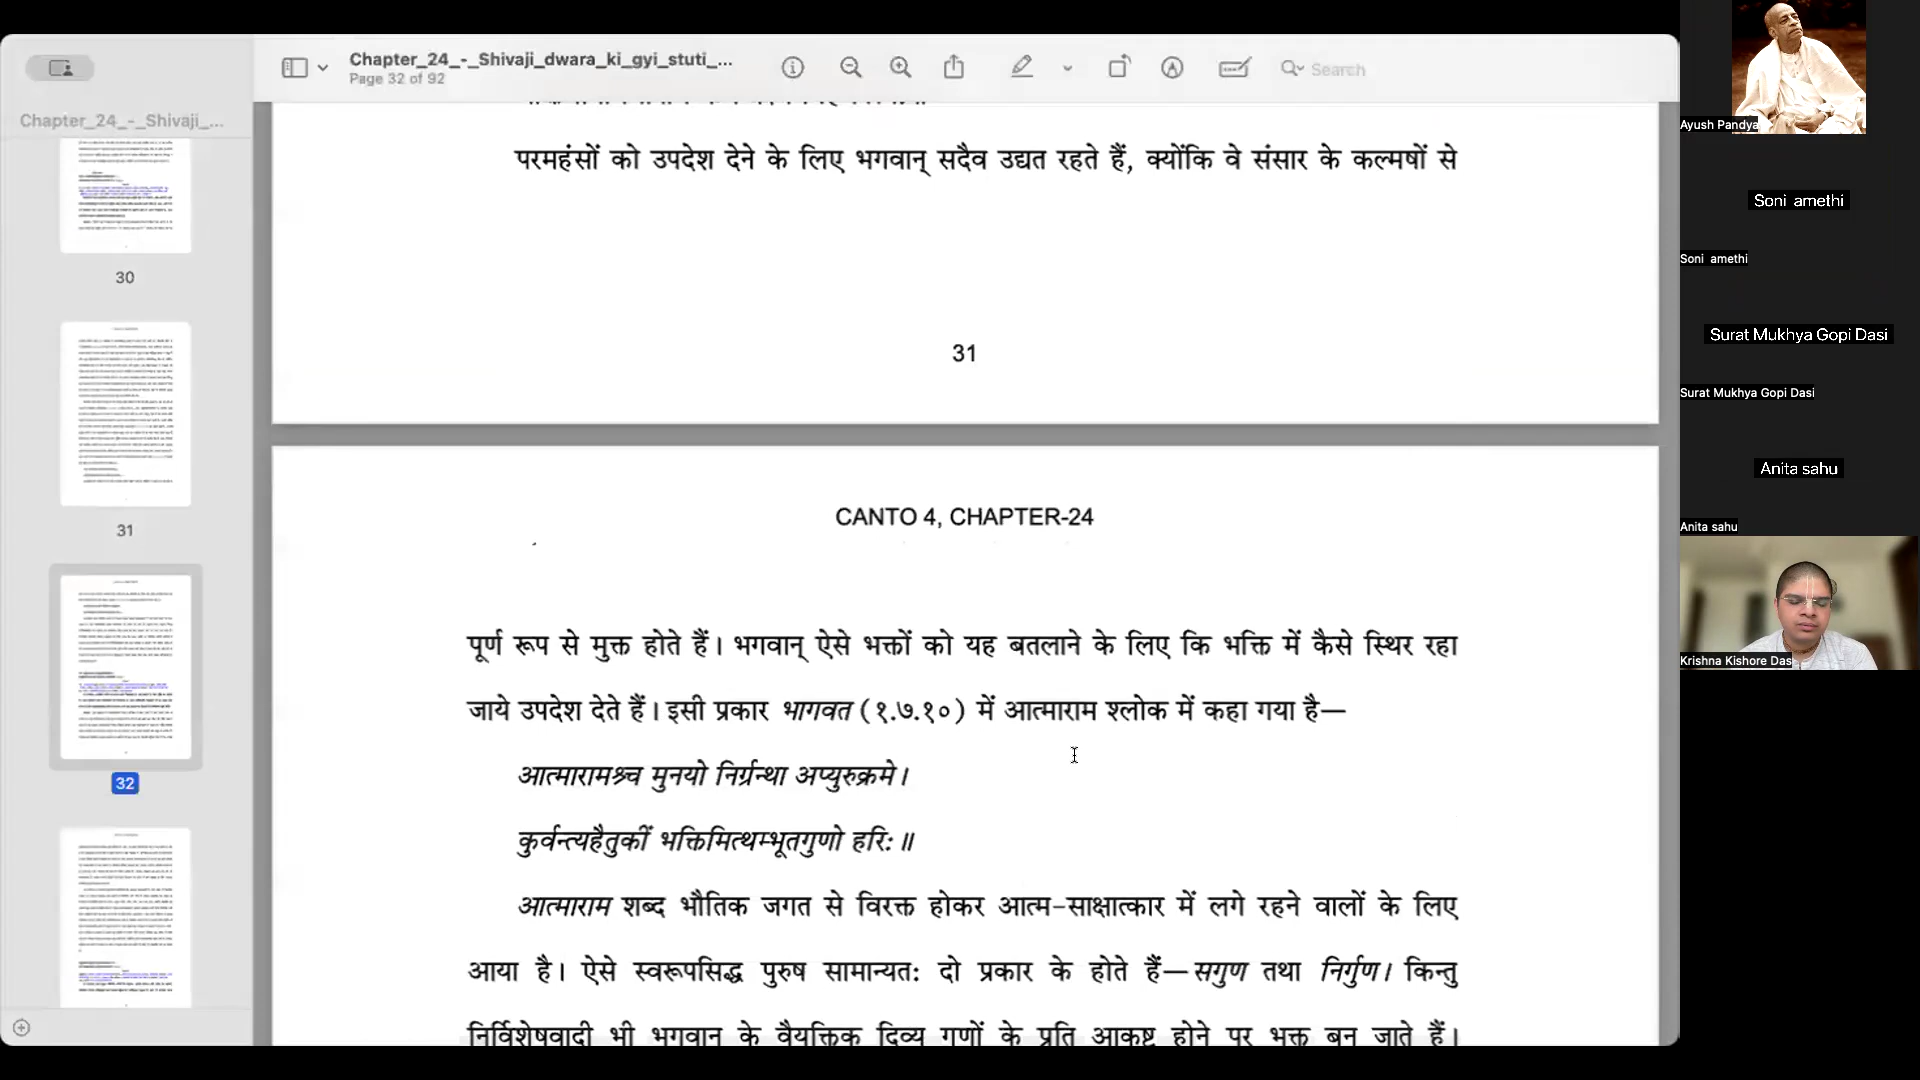 Chapter_24_-_Shivaji_dwara_ki_gyi_stuti_...
Page 32 of 92
Search
Chapter_24_-_Shivaji_...
30
31
32
परमहंसों को उपदेश देने के लिए भगवान् सदैव उद्यत रहते हैं, क्योंकि वे संसार के कल्मषों से
31
CANTO 4, CHAPTER-24
पूर्ण रूप से मुक्त होते हैं। भगवान् ऐसे भक्तों को यह बतलाने के लिए कि भक्ति में कैसे स्थिर रहा
जाये उपदेश देते हैं। इसी प्रकार भागवत (१.७.१०) में आत्माराम श्लोक में कहा गया है—
आत्मारामश्च मुनयो निर्ग्रन्था अप्युरुक्रमे।
कुर्वन्त्यहैतुकीं भक्तिमित्थम्भूतगुणो हरिः॥
आत्माराम शब्द भौतिक जगत से विरक्त होकर आत्म-साक्षात्कार में लगे रहने वालों के लिए
आया है। ऐसे स्वरूपसिद्ध पुरुष सामान्यतः दो प्रकार के होते हैं—सगुण तथा निर्गुण। किन्तु
निर्विशेषवादी भी भगवान् के वैयक्तिक दिव्य गुणों के प्रति आकृष्ट होने पर भक्त बन जाते हैं।
Ayush Pandya
Soni amethi
Soni amethi
Surat Mukhya Gopi Dasi
Surat Mukhya Gopi Dasi
Anita sahu
Anita sahu
Krishna Kishore Das